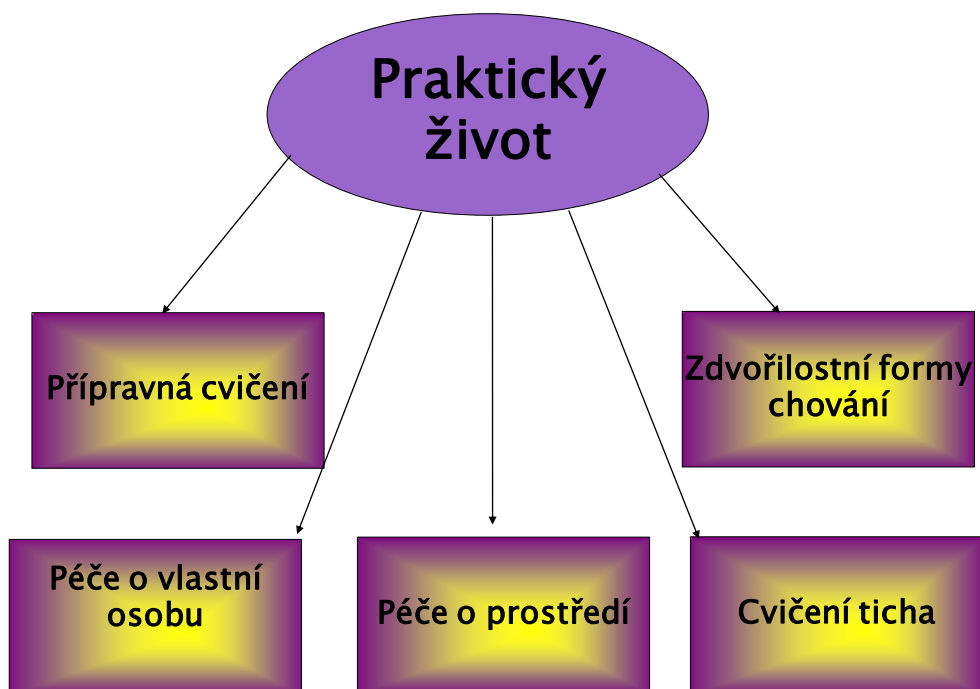 Praktický
život
Přípravná cvičení
Zdvořilostní formy
chování
Péče o vlastní
osobu
Péče o prostředí
Cvičení ticha